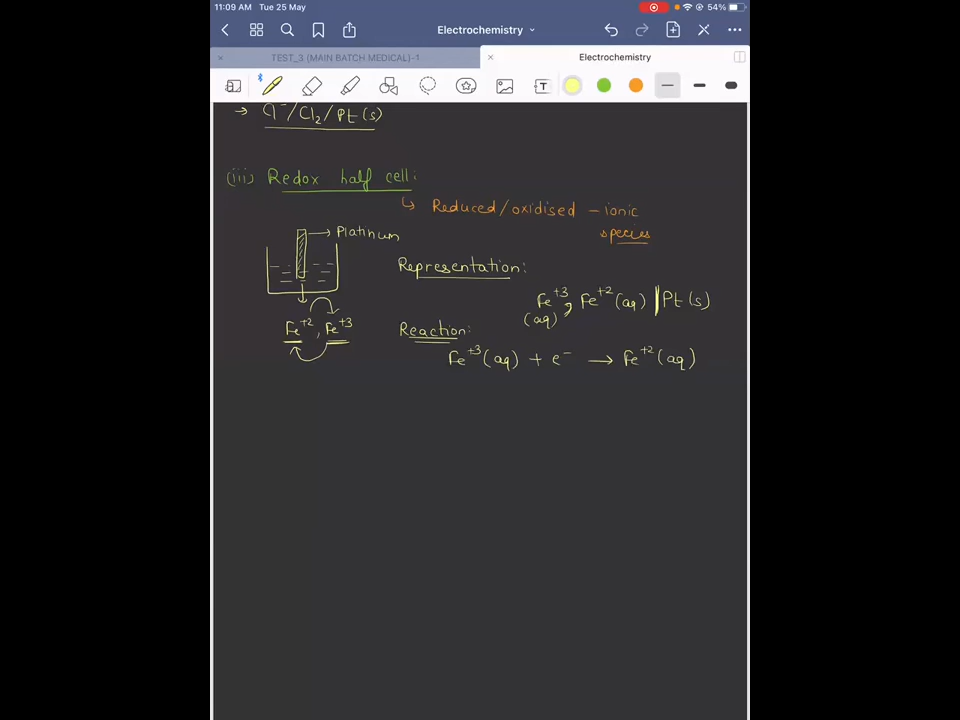 11:09 AM Tue 25 May
54%
Electrochemistry
TEST_3 (MAIN BATCH MEDICAL)-1
Electrochemistry
→ Cl⁻/Cl₂/Pt(s)
(iii) Redox half cell:
↳ Reduced/oxidised - ionic
species
→ Platinum
Representation:
Fe⁺³, Fe⁺²(aq) | Pt(s)
(aq)
Fe⁺², Fe⁺³
Reaction:
Fe⁺³(aq) + e⁻ → Fe⁺²(aq)